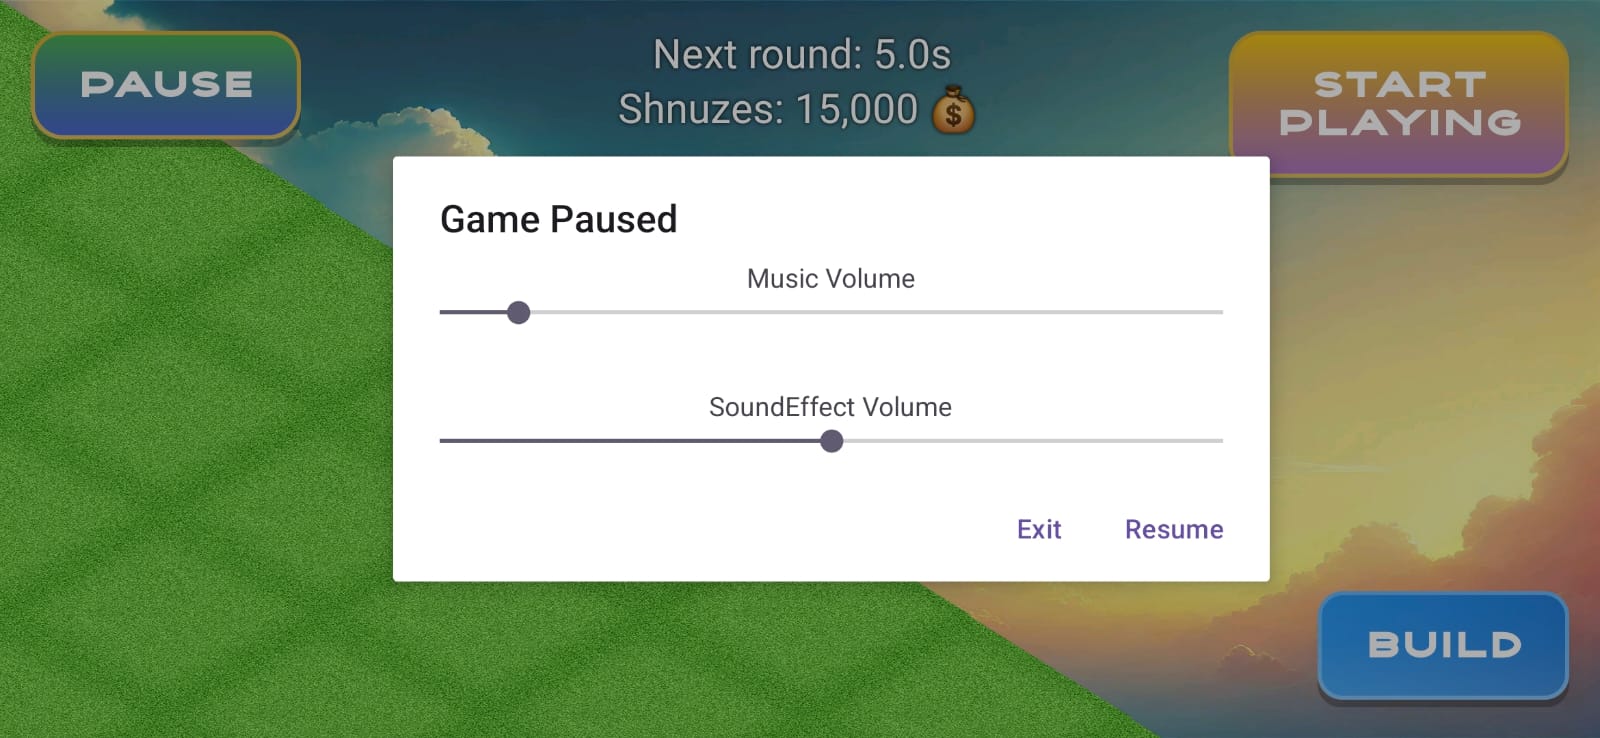 PAUSE
Next round: 5.0s
Shnuzes: 15,000 💰
START
PLAYING
Game Paused
Music Volume
SoundEffect Volume
Exit
Resume
BUILD